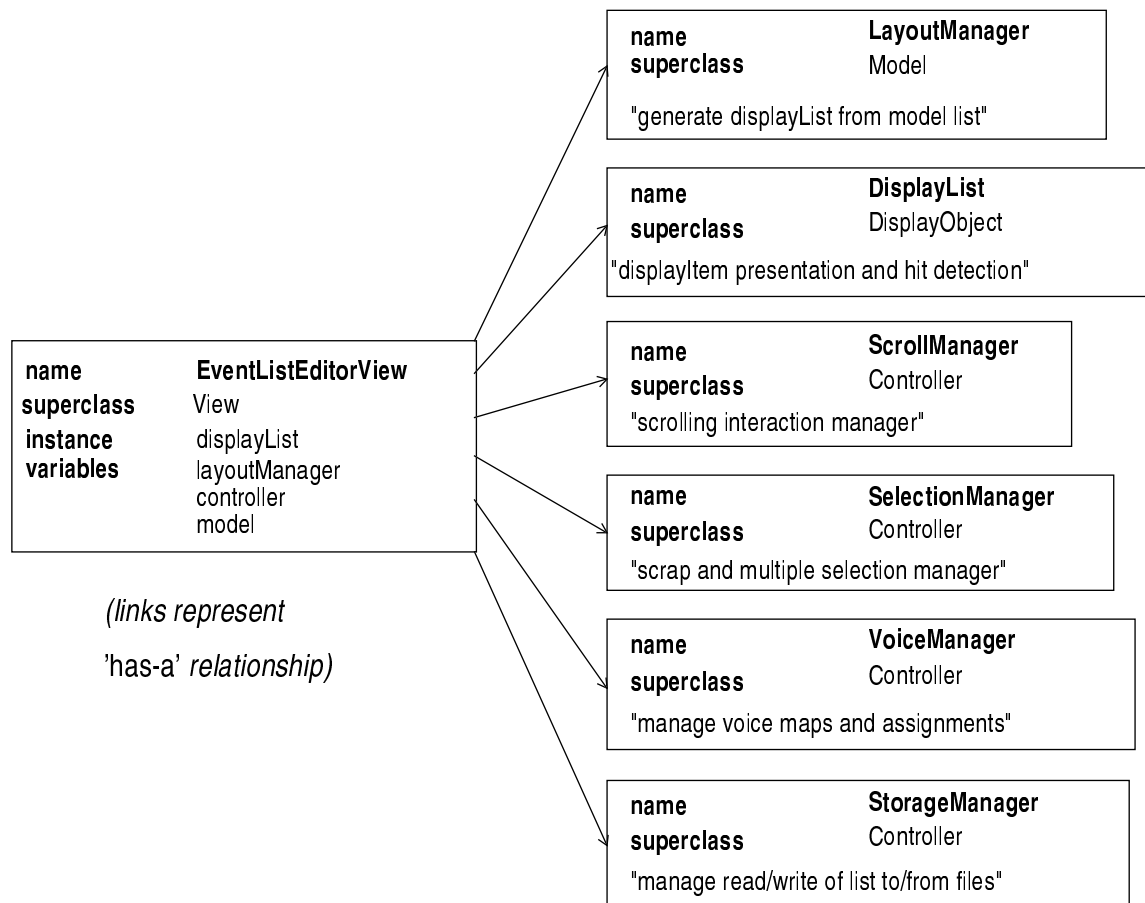 name LayoutManager
superclass Model
"generate displayList from model list"
name DisplayList
superclass DisplayObject
"displayItem presentation and hit detection"
name ScrollManager
superclass Controller
"scrolling interaction manager"
name EventListEditorView
superclass View
instance displayList
variables layoutManager
controller
model
(links represent
'has-a' relationship)
name SelectionManager
superclass Controller
"scrap and multiple selection manager"
name VoiceManager
superclass Controller
"manage voice maps and assignments"
name StorageManager
superclass Controller
"manage read/write of list to/from files"